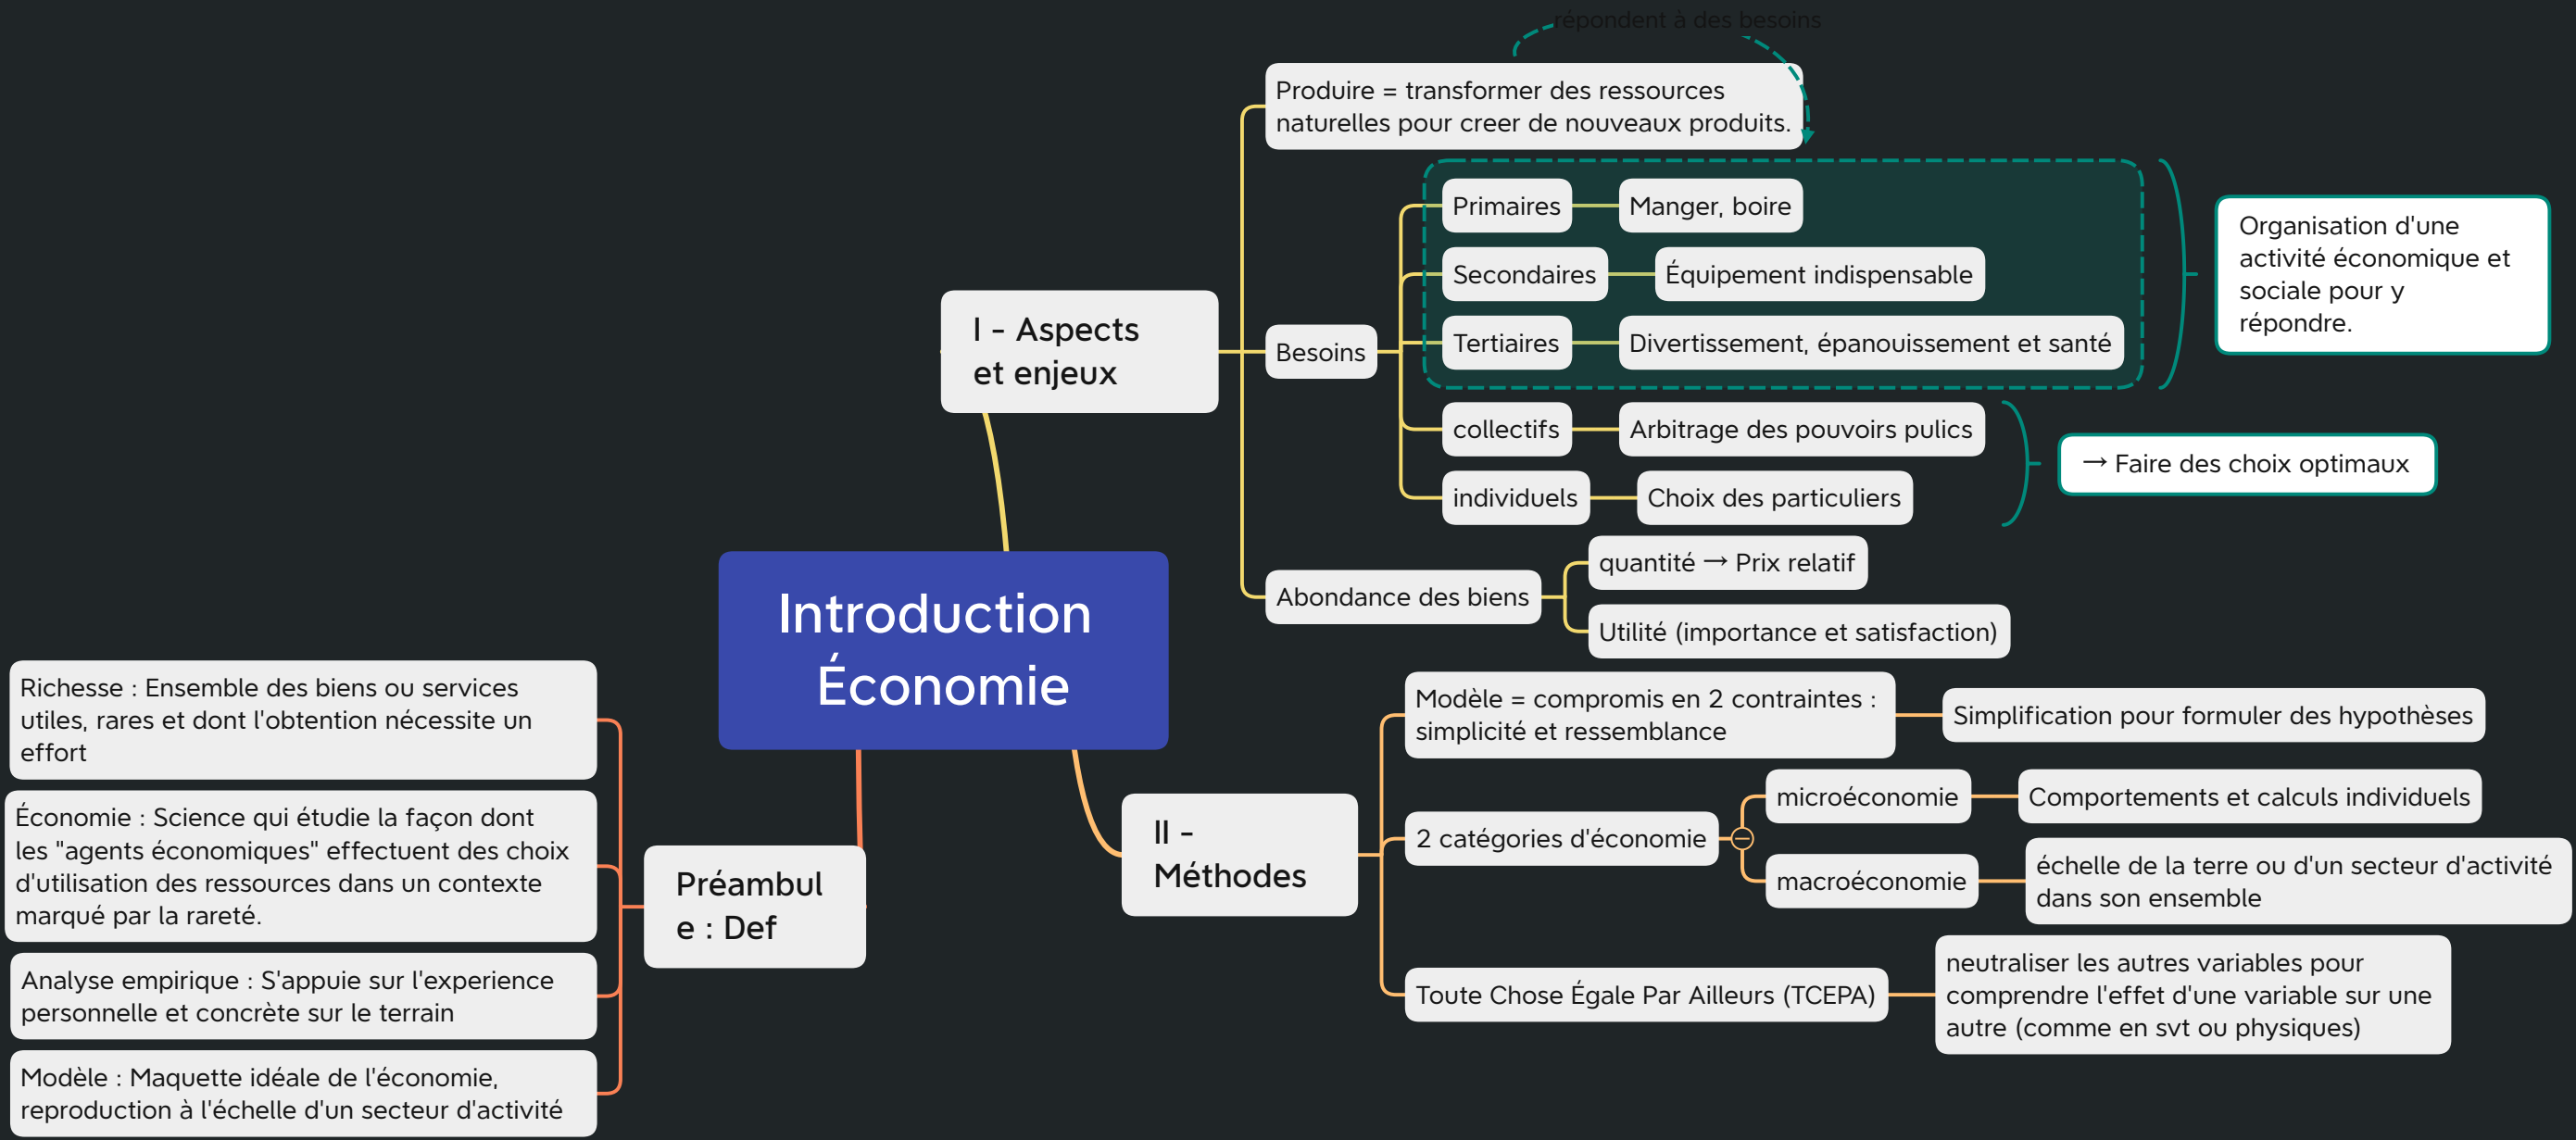 répondent à des besoins
Produire = transformer des ressources
naturelles pour creer de nouveaux produits.
Primaires
Manger, boire
Secondaires
Équipement indispensable
Tertiaires
Divertissement, épanouissement et santé
Organisation d'une
activité économique et
sociale pour y
répondre.
I - Aspects
et enjeux
Besoins
collectifs
Arbitrage des pouvoirs pulics
individuels
Choix des particuliers
→ Faire des choix optimaux
Abondance des biens
quantité → Prix relatif
Utilité (importance et satisfaction)
Introduction
Économie
II -
Méthodes
Modèle = compromis en 2 contraintes :
simplicité et ressemblance
Simplification pour formuler des hypothèses
2 catégories d'économie
microéconomie
Comportements et calculs individuels
macroéconomie
échelle de la terre ou d'un secteur d'activité
dans son ensemble
Toute Chose Égale Par Ailleurs (TCEPA)
neutraliser les autres variables pour
comprendre l'effet d'une variable sur une
autre (comme en svt ou physiques)
Préambul
e : Def
Richesse : Ensemble des biens ou services
utiles, rares et dont l'obtention nécessite un
effort
Économie : Science qui étudie la façon dont
les "agents économiques" effectuent des choix
d'utilisation des ressources dans un contexte
marqué par la rareté.
Analyse empirique : S'appuie sur l'experience
personnelle et concrète sur le terrain
Modèle : Maquette idéale de l'économie,
reproduction à l'échelle d'un secteur d'activité